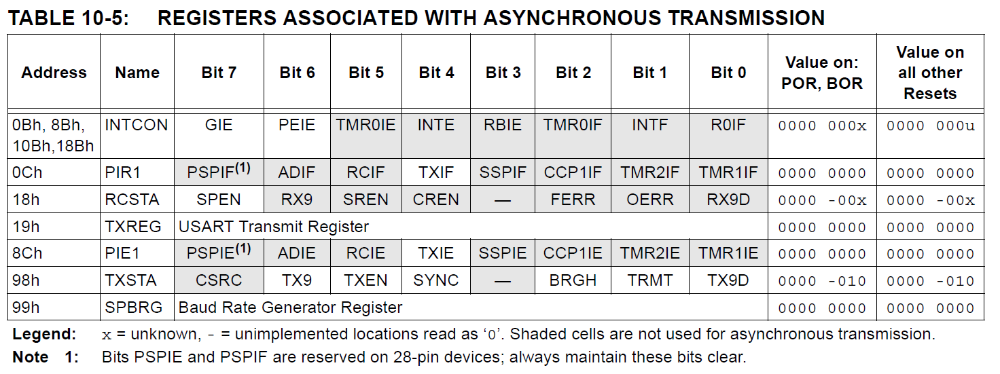 TABLE 10-5: REGISTERS ASSOCIATED WITH ASYNCHRONOUS TRANSMISSION
Address Name Bit 7 Bit 6 Bit 5 Bit 4 Bit 3 Bit 2 Bit 1 Bit 0 Value on: POR, BOR Value on all other Resets
0Bh, 8Bh, 10Bh,18Bh INTCON GIE PEIE TMR0IE INTE RBIE TMR0IF INTF R0IF 0000 000x 0000 000u
0Ch PIR1 PSPIF(1) ADIF RCIF TXIF SSPIF CCP1IF TMR2IF TMR1IF 0000 0000 0000 0000
18h RCSTA SPEN RX9 SREN CREN — FERR OERR RX9D 0000 -00x 0000 -00x
19h TXREG USART Transmit Register 0000 0000 0000 0000
8Ch PIE1 PSPIE(1) ADIE RCIE TXIE SSPIE CCP1IE TMR2IE TMR1IE 0000 0000 0000 0000
98h TXSTA CSRC TX9 TXEN SYNC — BRGH TRMT TX9D 0000 -010 0000 -010
99h SPBRG Baud Rate Generator Register 0000 0000 0000 0000
Legend: x = unknown, - = unimplemented locations read as ‘0’. Shaded cells are not used for asynchronous transmission.
Note 1: Bits PSPIE and PSPIF are reserved on 28-pin devices; always maintain these bits clear.